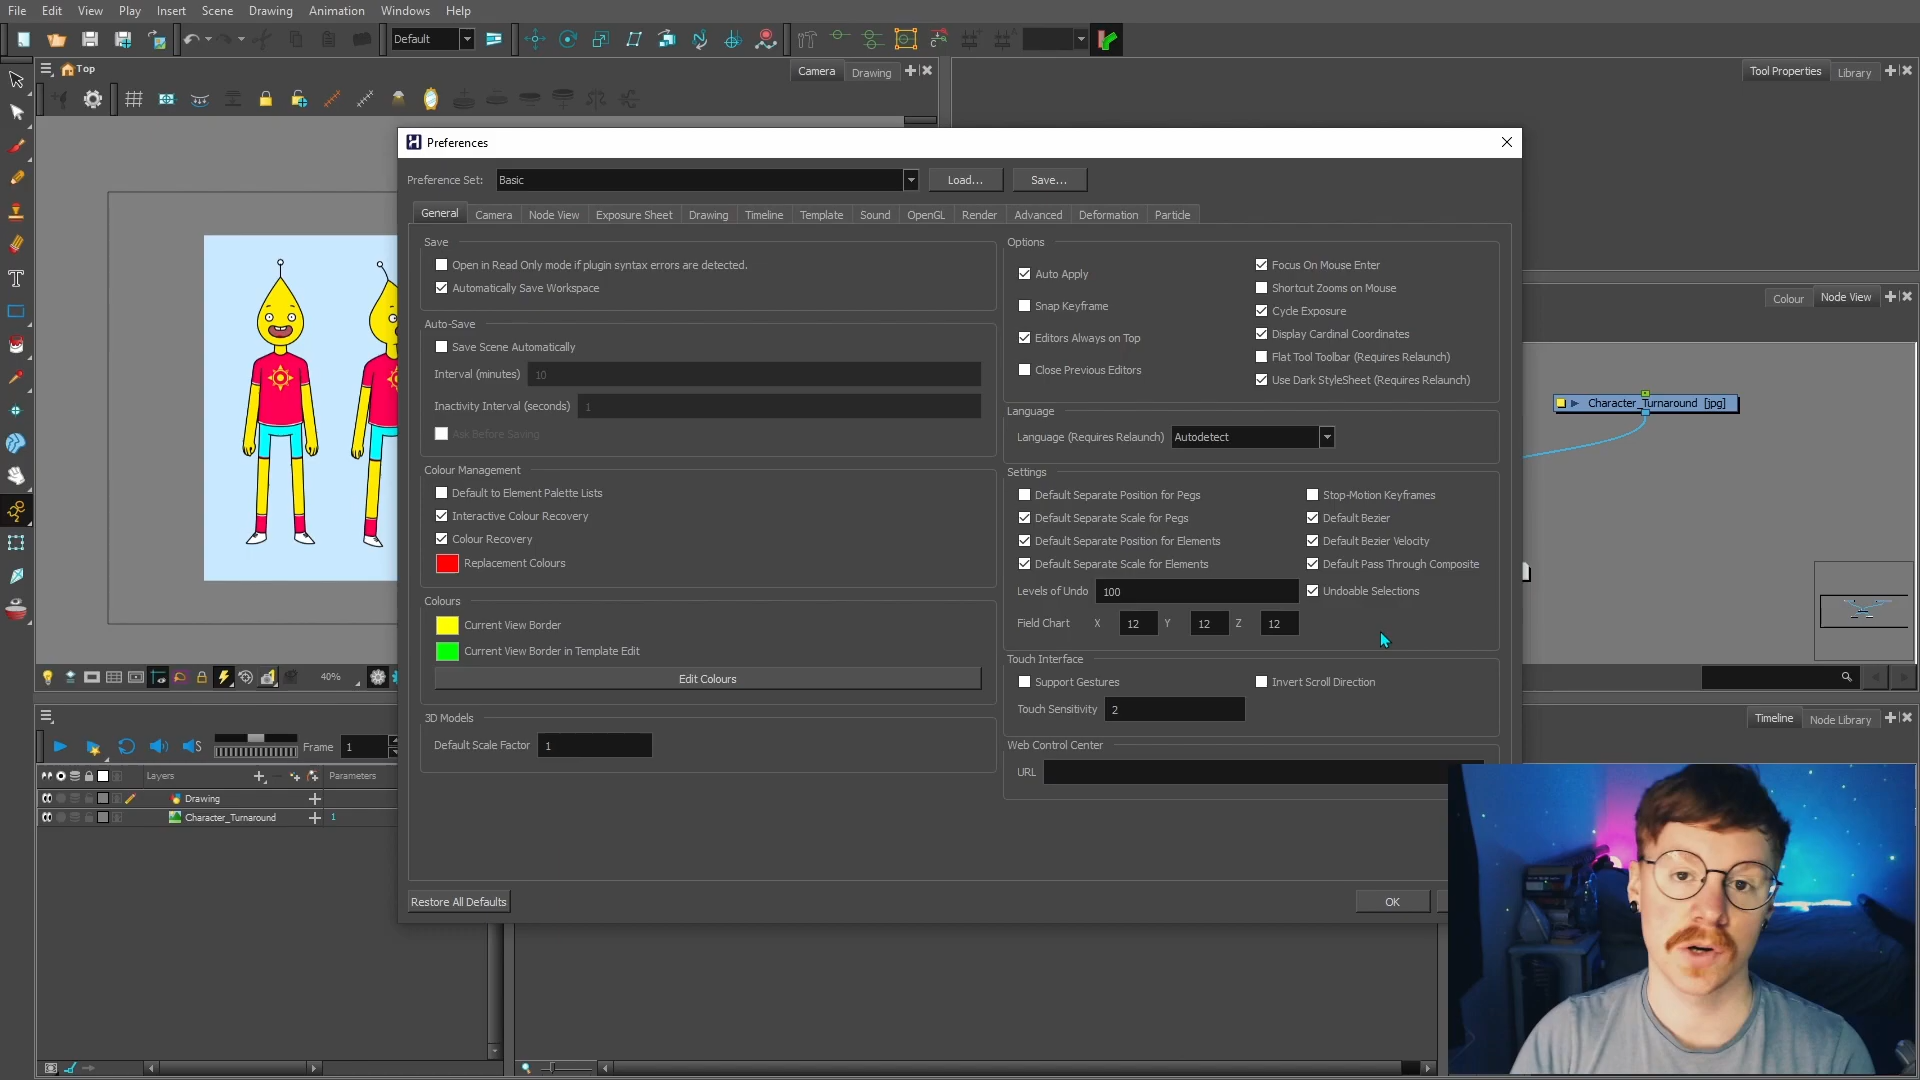 File Edit View Play Insert Scene Drawing Animation Windows Help
Default
Top
Camera Drawing
Tool Properties Library
Preferences
Preference Set: Basic Load... Save...
General Camera Node View Exposure Sheet Drawing Timeline Template Sound OpenGL Render Advanced Deformation Particle
Save
Open in Read Only mode if plugin syntax errors are detected.
Automatically Save Workspace
Auto-Save
Save Scene Automatically
Interval (minutes) 10
Inactivity Interval (seconds) 1
Ask Before Saving
Colour Management
Default to Element Palette Lists
Interactive Colour Recovery
Colour Recovery
Replacement Colours
Colours
Current View Border
Current View Border in Template Edit
Edit Colours
3D Models
Default Scale Factor 1
Options
Auto Apply
Snap Keyframe
Editors Always on Top
Close Previous Editors
Focus On Mouse Enter
Shortcut Zooms on Mouse
Cycle Exposure
Display Cardinal Coordinates
Flat Tool Toolbar (Requires Relaunch)
Use Dark StyleSheet (Requires Relaunch)
Language
Language (Requires Relaunch) Autodetect
Settings
Default Separate Position for Pegs
Default Separate Scale for Pegs
Default Separate Position for Elements
Default Separate Scale for Elements
Stop-Motion Keyframes
Default Bezier
Default Bezier Velocity
Default Pass Through Composite
Levels of Undo 100 Undoable Selections
Field Chart X 12 Y 12 Z 12
Touch Interface
Support Gestures Invert Scroll Direction
Touch Sensitivity 2
Web Control Center
URL
Restore All Defaults OK
Colour Node View
Character_Turnaround [jpg]
40%
Timeline Node Library
Frame 1
Layers Parameters
Drawing
Character_Turnaround 1